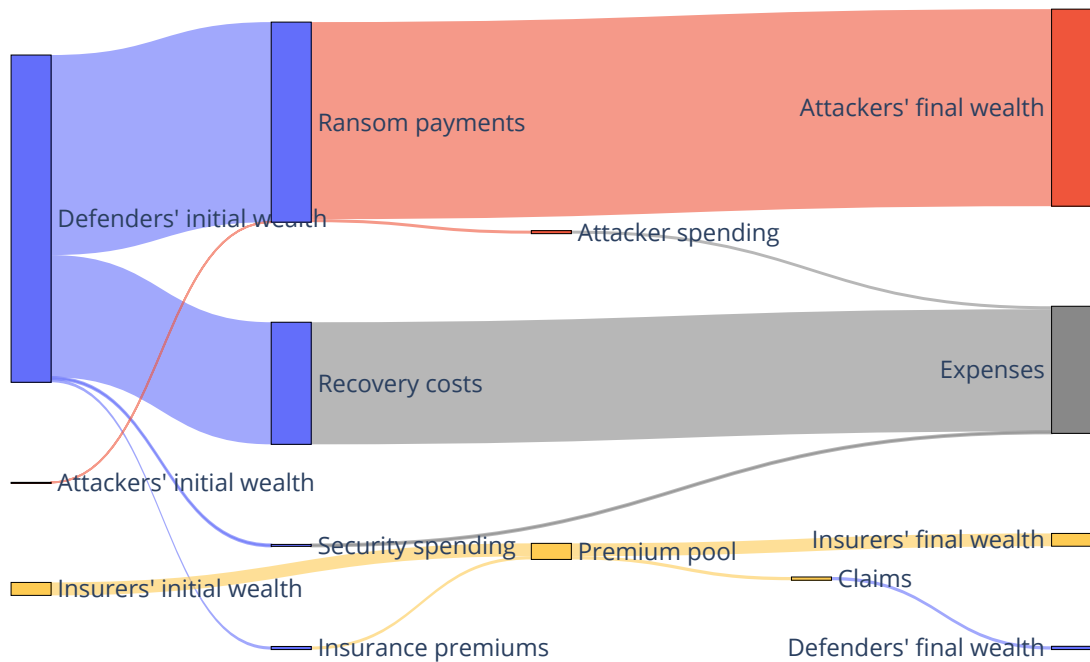 Ransom payments
Attackers' final wealth
Defenders' initial wealth
Attacker spending
Recovery costs
Expenses
Attackers' initial wealth
Security spending
Premium pool
Insurers' final wealth
Insurers' initial wealth
Claims
Insurance premiums
Defenders' final wealth